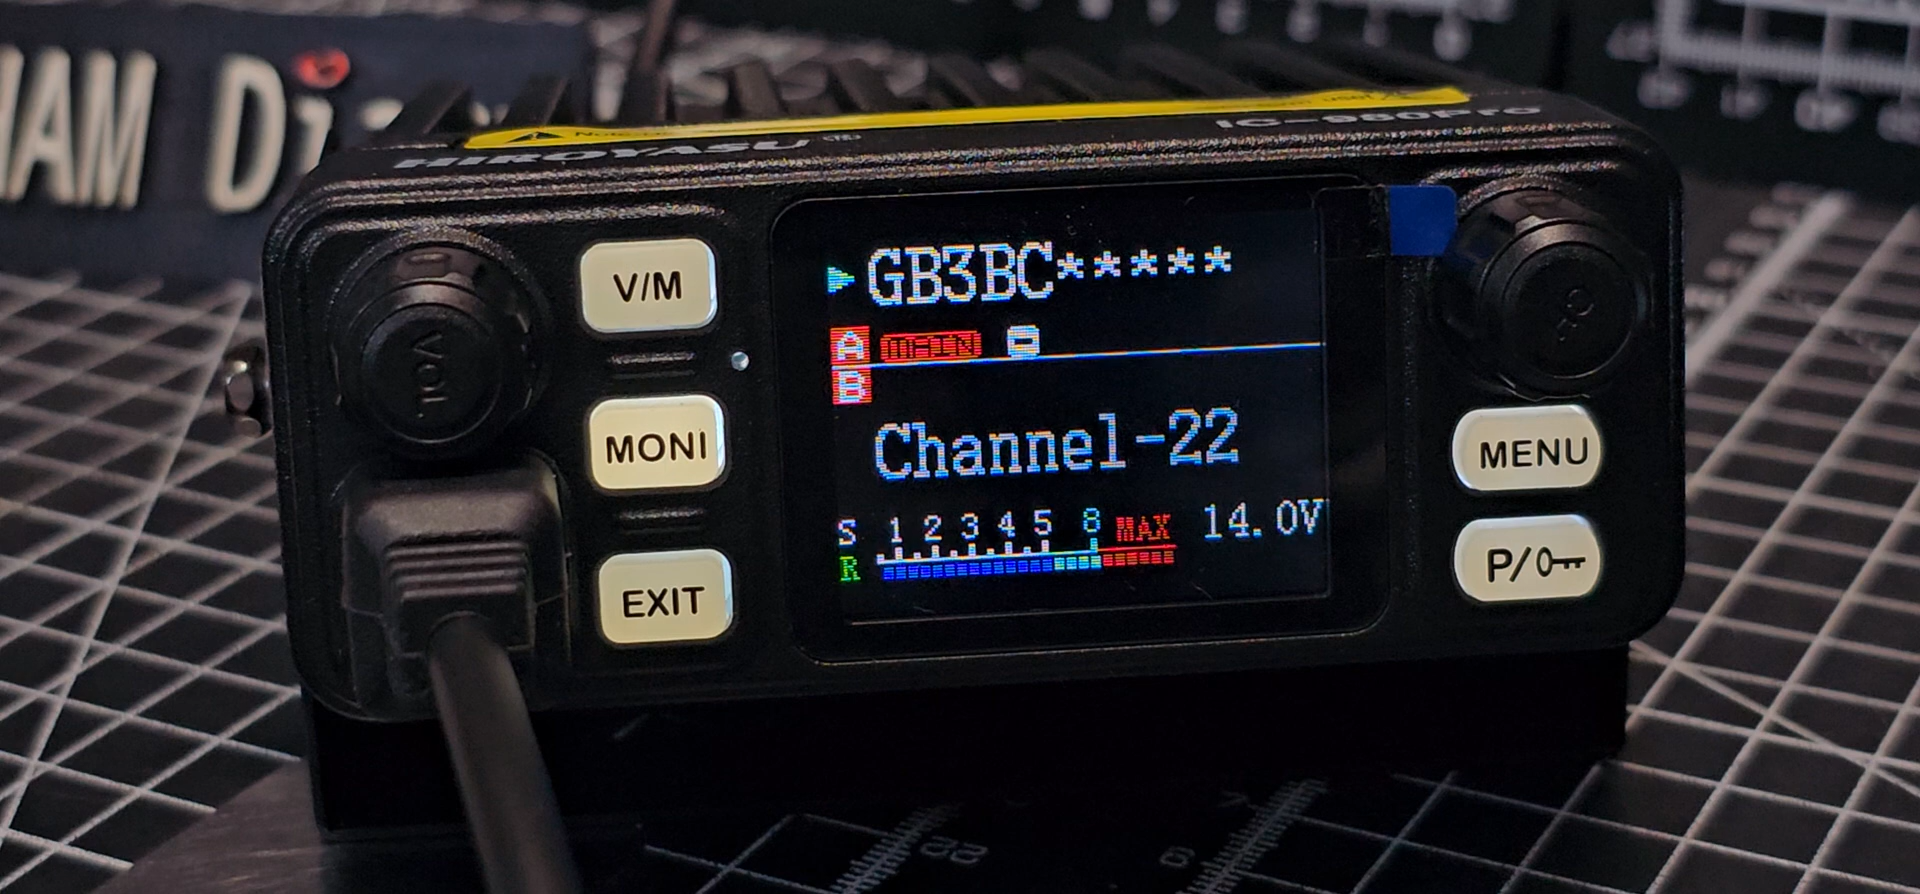 HAM Di
HIROYASU
IC-980Pro
VOL
V/M
MONI
EXIT
GB3BC*****
A MAIN
B
Channel-22
S 1 2 3 4 5 8 MAX 14.0V
R
MENU
P/